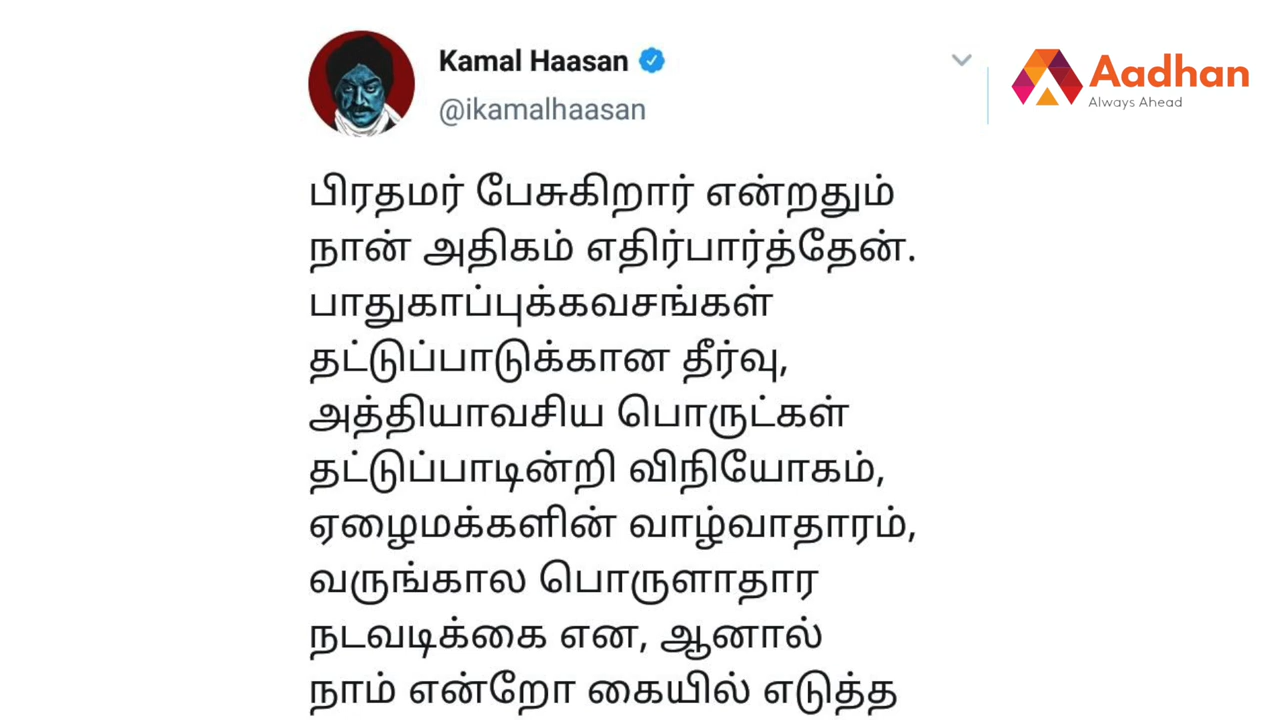 Kamal Haasan
@ikamalhaasan
Aadhan
Always Ahead
பிரதமர் பேசுகிறார் என்றதும்
நான் அதிகம் எதிர்பார்த்தேன்.
பாதுகாப்புக்கவசங்கள்
தட்டுப்பாடுக்கான தீர்வு,
அத்தியாவசிய பொருட்கள்
தட்டுப்பாடின்றி விநியோகம்,
ஏழைமக்களின் வாழ்வாதாரம்,
வருங்கால பொருளாதார
நடவடிக்கை என, ஆனால்
நாம் என்றோ கையில் எடுத்த